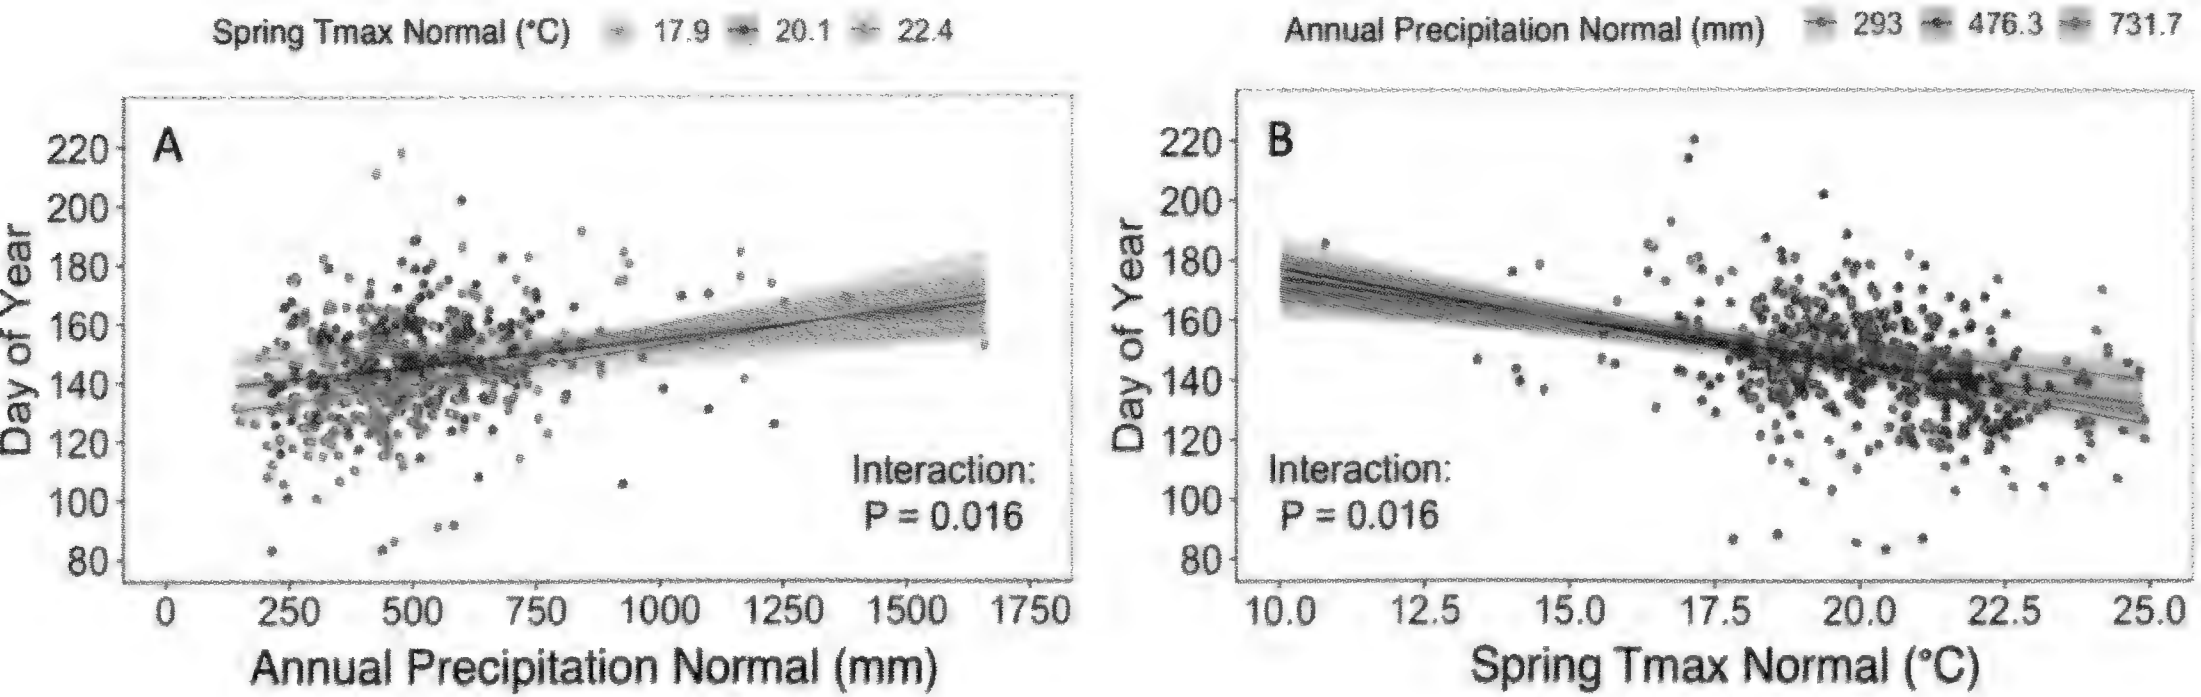 Spring Tmax Normal (°C) 17.9 20.1 22.4
A
220
200
180
160
140
120
100
80
Day of Year
Interaction:
P = 0.016
0 250 500 750 1000 1250 1500 1750
Annual Precipitation Normal (mm)
Annual Precipitation Normal (mm) 293 476.3 731.7
B
220
200
180
160
140
120
100
80
Day of Year
Interaction:
P = 0.016
10.0 12.5 15.0 17.5 20.0 22.5 25.0
Spring Tmax Normal (°C)